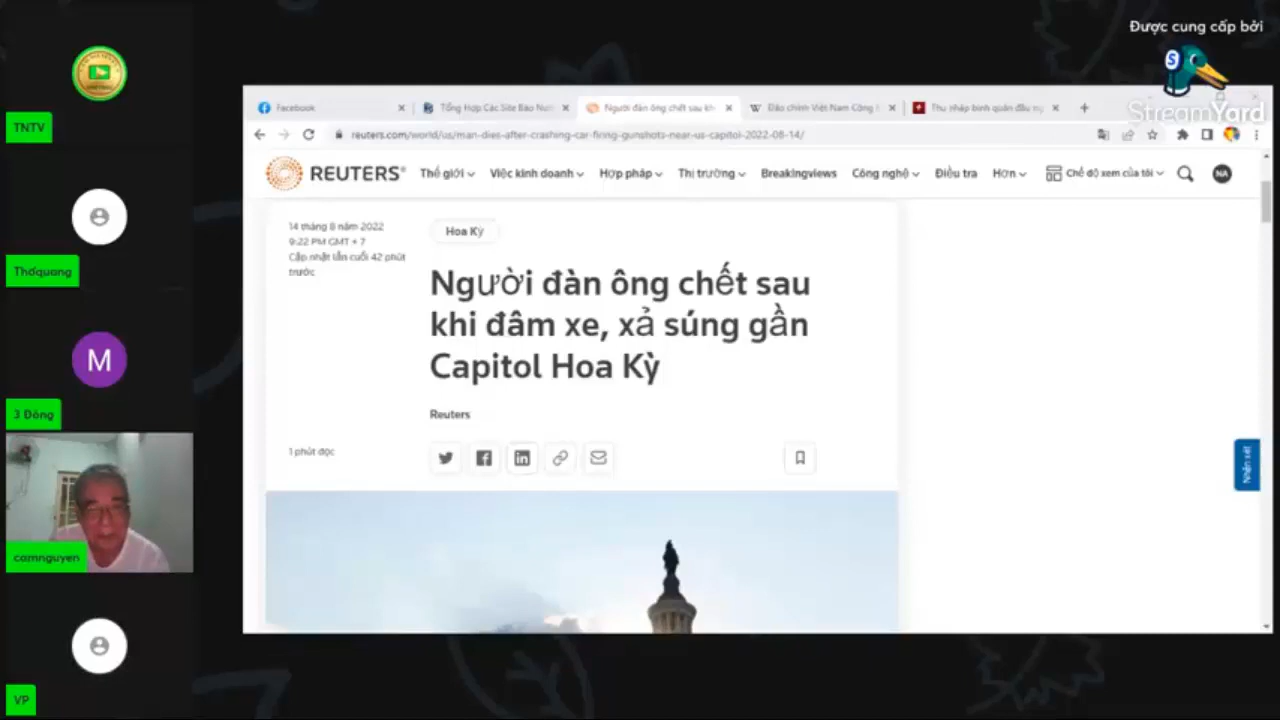 Được cung cấp bởi
StreamYard
TNTV
Thdquang
M
3 Đông
camnguyen
VP
Facebook
Tổng Hợp Các Site Báo Nướ
Người đàn ông chết sau kh
Đảo chính Việt Nam Cộng
Thu nhập bình quân đầu
reuters.com/world/us/man-dies-after-crashing-car-firing-gunshots-near-us-capitol-2022-08-14/
REUTERS®
Thế giới
Việc kinh doanh
Hợp pháp
Thị trường
Breakingviews
Công nghệ
Điều tra
Hơn
Chế độ xem của tôi
NA
14 tháng 8 năm 2022
9:22 PM GMT + 7
Cập nhật lần cuối 42 phút
trước
Hoa Kỳ
Người đàn ông chết sau
khi đâm xe, xả súng gần
Capitol Hoa Kỳ
Reuters
1 phút đọc
Nhận xét